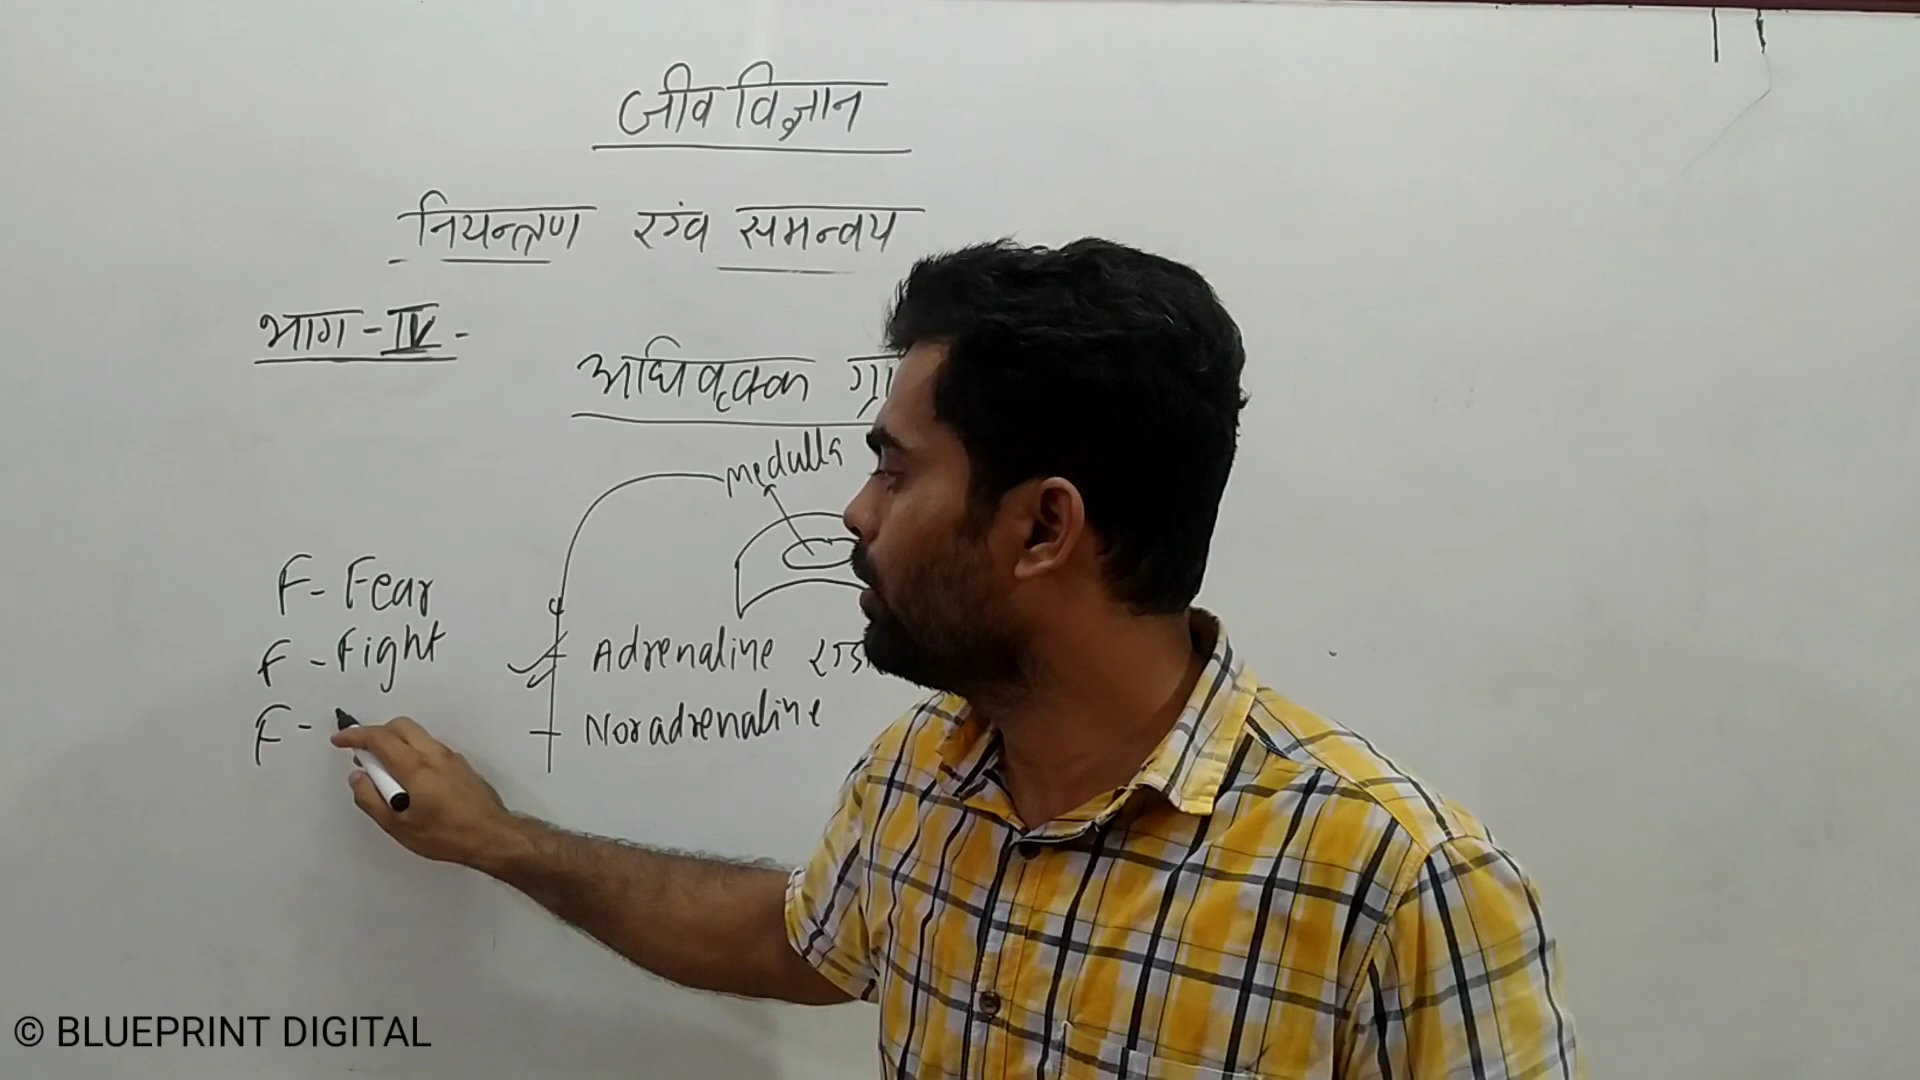 जीव विज्ञान
नियन्त्रण एवं समन्वय
भाग-IV-
अधिवृक्क
Medulla
F- Fear
F - Fight
F -
Adrenaline
Noradrenaline
© BLUEPRINT DIGITAL